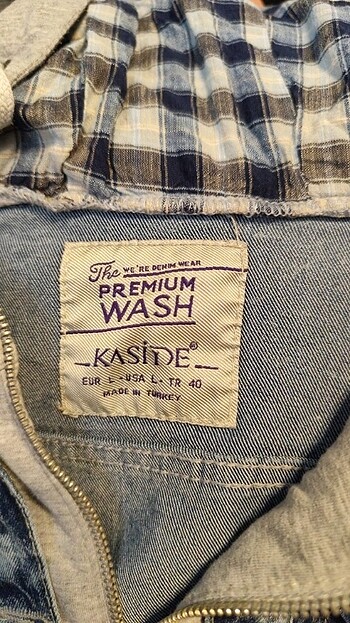 The WE'RE DENIM WEAR
PREMIUM
WASH
KASİDE®
EUR L - USA L - TR 40
MADE IN TURKEY